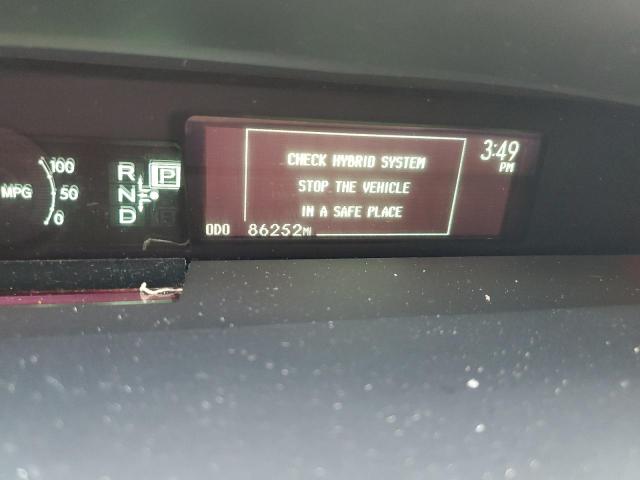 3:49
PM
CHECK HYBRID SYSTEM
STOP THE VEHICLE
IN A SAFE PLACE
ODO 86252MI
100
MPG 50
0
R P
N
D B